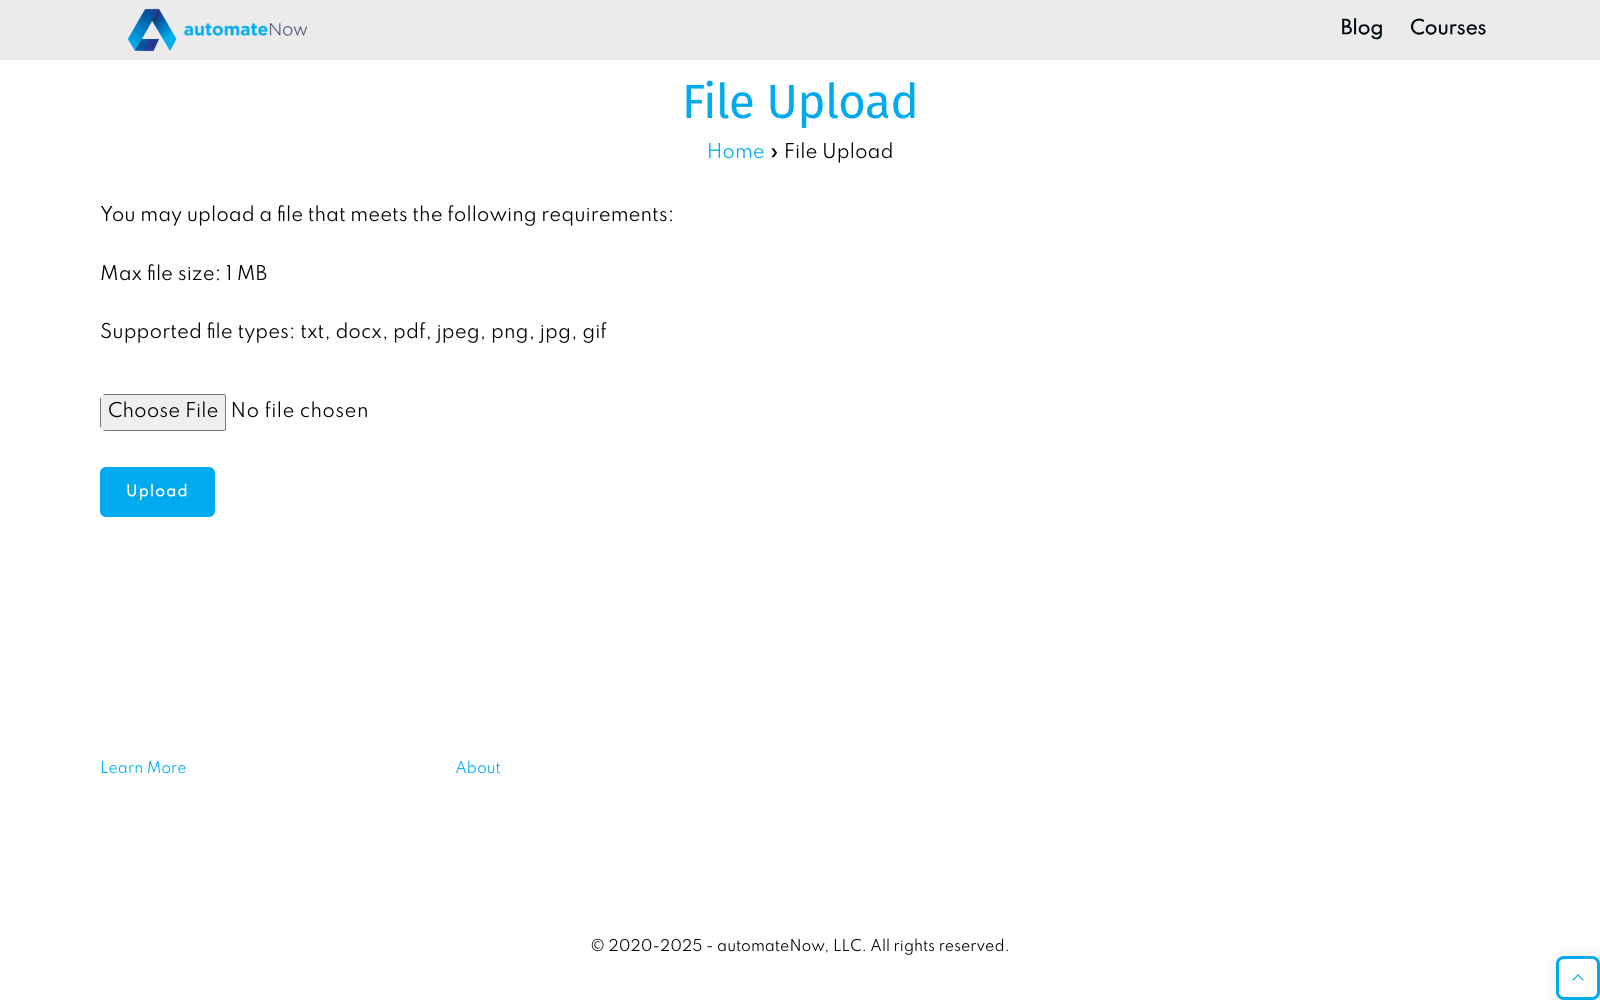 automateNow
Blog Courses
File Upload
Home › File Upload
You may upload a file that meets the following requirements:
Max file size: 1 MB
Supported file types: txt, docx, pdf, jpeg, png, jpg, gif
Choose File No file chosen
Upload
Learn More About
© 2020-2025 - automateNow, LLC. All rights reserved.